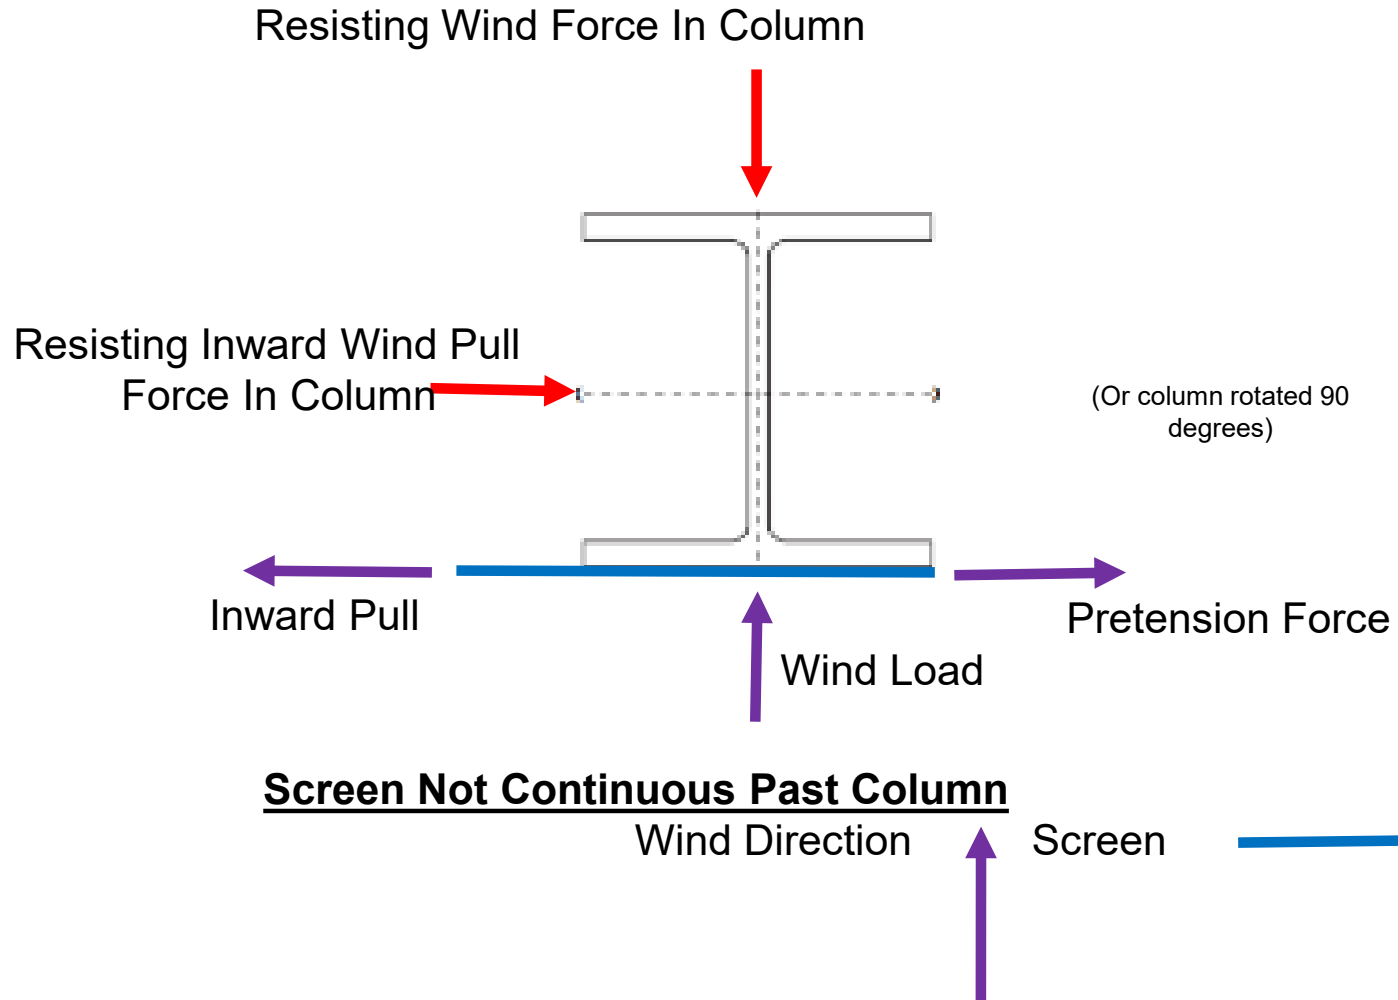 Resisting Wind Force In Column
Resisting Inward Wind Pull
Force In Column
(Or column rotated 90
degrees)
Inward Pull
Pretension Force
Wind Load
Screen Not Continuous Past Column
Wind Direction
Screen